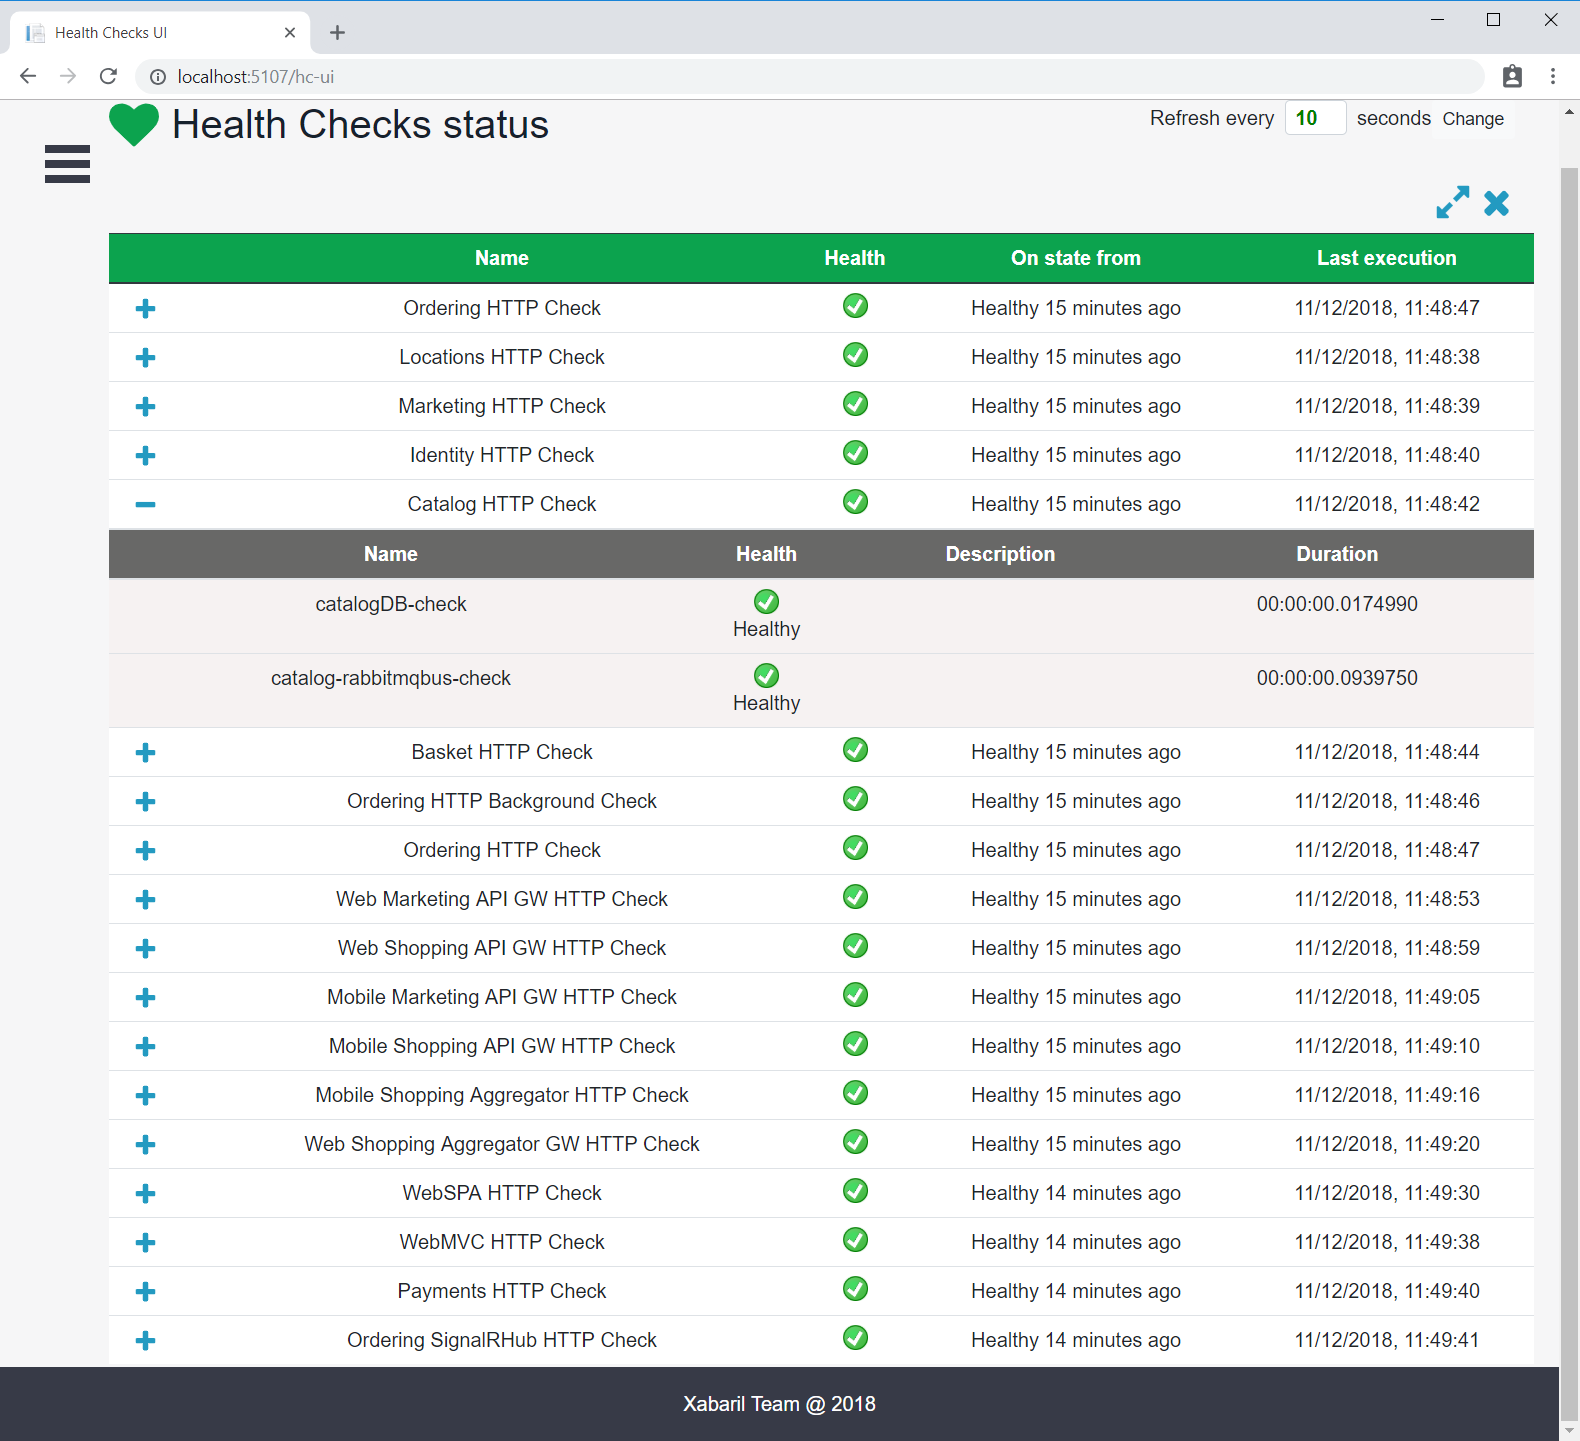 Health Checks UI
localhost:5107/hc-ui
Health Checks status
Refresh every 10 seconds Change
Name Health On state from Last execution
Ordering HTTP Check Healthy 15 minutes ago 11/12/2018, 11:48:47
Locations HTTP Check Healthy 15 minutes ago 11/12/2018, 11:48:38
Marketing HTTP Check Healthy 15 minutes ago 11/12/2018, 11:48:39
Identity HTTP Check Healthy 15 minutes ago 11/12/2018, 11:48:40
Catalog HTTP Check Healthy 15 minutes ago 11/12/2018, 11:48:42
Name Health Description Duration
catalogDB-check Healthy 00:00:00.0174990
catalog-rabbitmqbus-check Healthy 00:00:00.0939750
Basket HTTP Check Healthy 15 minutes ago 11/12/2018, 11:48:44
Ordering HTTP Background Check Healthy 15 minutes ago 11/12/2018, 11:48:46
Ordering HTTP Check Healthy 15 minutes ago 11/12/2018, 11:48:47
Web Marketing API GW HTTP Check Healthy 15 minutes ago 11/12/2018, 11:48:53
Web Shopping API GW HTTP Check Healthy 15 minutes ago 11/12/2018, 11:48:59
Mobile Marketing API GW HTTP Check Healthy 15 minutes ago 11/12/2018, 11:49:05
Mobile Shopping API GW HTTP Check Healthy 15 minutes ago 11/12/2018, 11:49:10
Mobile Shopping Aggregator HTTP Check Healthy 15 minutes ago 11/12/2018, 11:49:16
Web Shopping Aggregator GW HTTP Check Healthy 15 minutes ago 11/12/2018, 11:49:20
WebSPA HTTP Check Healthy 14 minutes ago 11/12/2018, 11:49:30
WebMVC HTTP Check Healthy 14 minutes ago 11/12/2018, 11:49:38
Payments HTTP Check Healthy 14 minutes ago 11/12/2018, 11:49:40
Ordering SignalRHub HTTP Check Healthy 14 minutes ago 11/12/2018, 11:49:41
Xabaril Team @ 2018